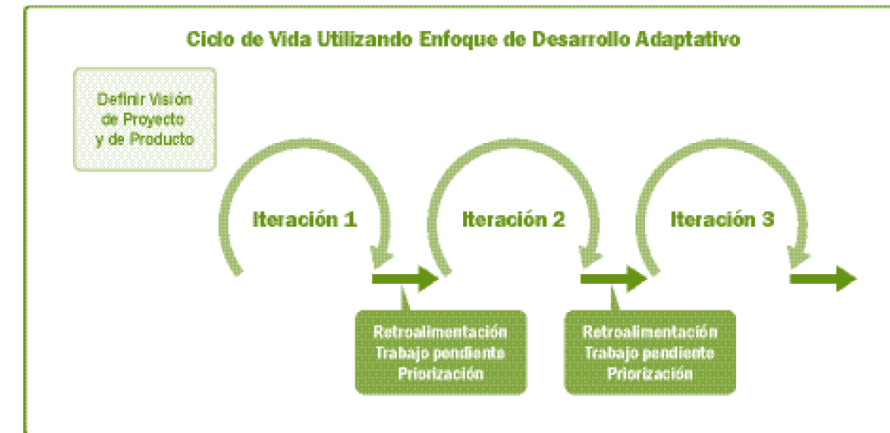 Ciclo de Vida Utilizando Enfoque de Desarrollo Adaptativo
Definir Visión
de Proyecto
y de Producto
Iteración 1
Iteración 2
Iteración 3
Retroalimentación
Trabajo pendiente
Priorización
Retroalimentación
Trabajo pendiente
Priorización